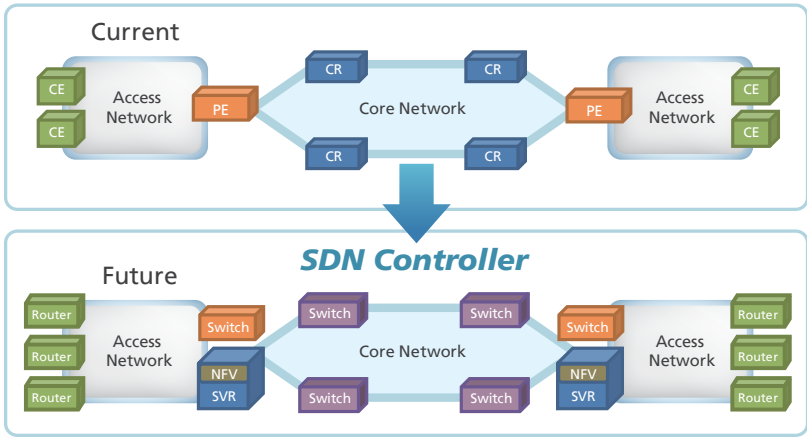 Current
CR
CR
CE
Access
Network
PE
Core Network
PE
Access
Network
CE
CE
CE
CR
CR
SDN Controller
Future
Router
Switch
Switch
Switch
Switch
Router
Access
Network
Core Network
Access
Network
Router
Router
NFV
NFV
Router
SVR
Switch
Switch
SVR
Router